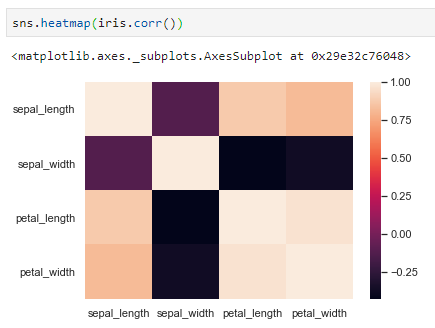 sns.heatmap(iris.corr())
<matplotlib.axes._subplots.AxesSubplot at 0x29e32c76048>
sepal_length
sepal_width
petal_length
petal_width
sepal_length sepal_width petal_length petal_width
1.00
0.75
0.50
0.25
0.00
−0.25